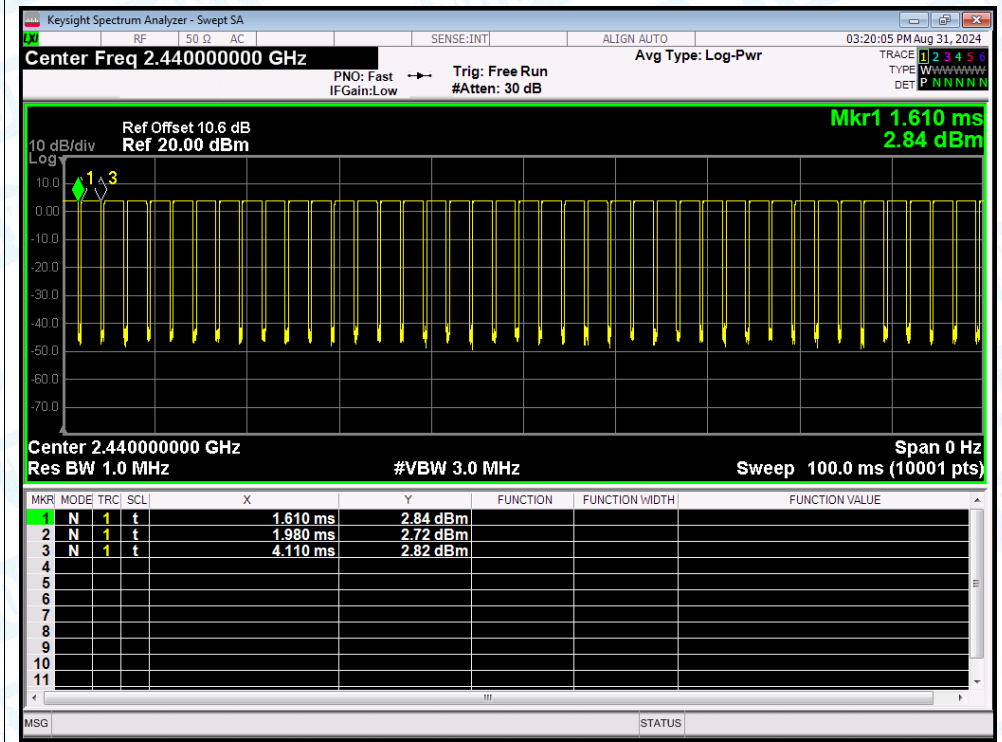 Keysight Spectrum Analyzer - Swept SA
LXI RF 50 Ω AC SENSE:INT ALIGN AUTO 03:20:05 PM Aug 31, 2024
Center Freq 2.440000000 GHz
PNO: Fast
IFGain:Low
Trig: Free Run
#Atten: 30 dB
Avg Type: Log-Pwr
TRACE 1 2 3 4 5 6
TYPE WWWWWW
DET P N N N N N
Mkr1 1.610 ms
2.84 dBm
Ref Offset 10.6 dB
10 dB/div Ref 20.00 dBm
Log
1 3
10.0
0.00
-10.0
-20.0
-30.0
-40.0
-50.0
-60.0
-70.0
Center 2.440000000 GHz Span 0 Hz
Res BW 1.0 MHz #VBW 3.0 MHz Sweep 100.0 ms (10001 pts)
MKR MODE TRC SCL X Y FUNCTION FUNCTION WIDTH FUNCTION VALUE
1 N 1 t 1.610 ms 2.84 dBm
2 N 1 t 1.980 ms 2.72 dBm
3 N 1 t 4.110 ms 2.82 dBm
4
5
6
7
8
9
10
11
MSG STATUS